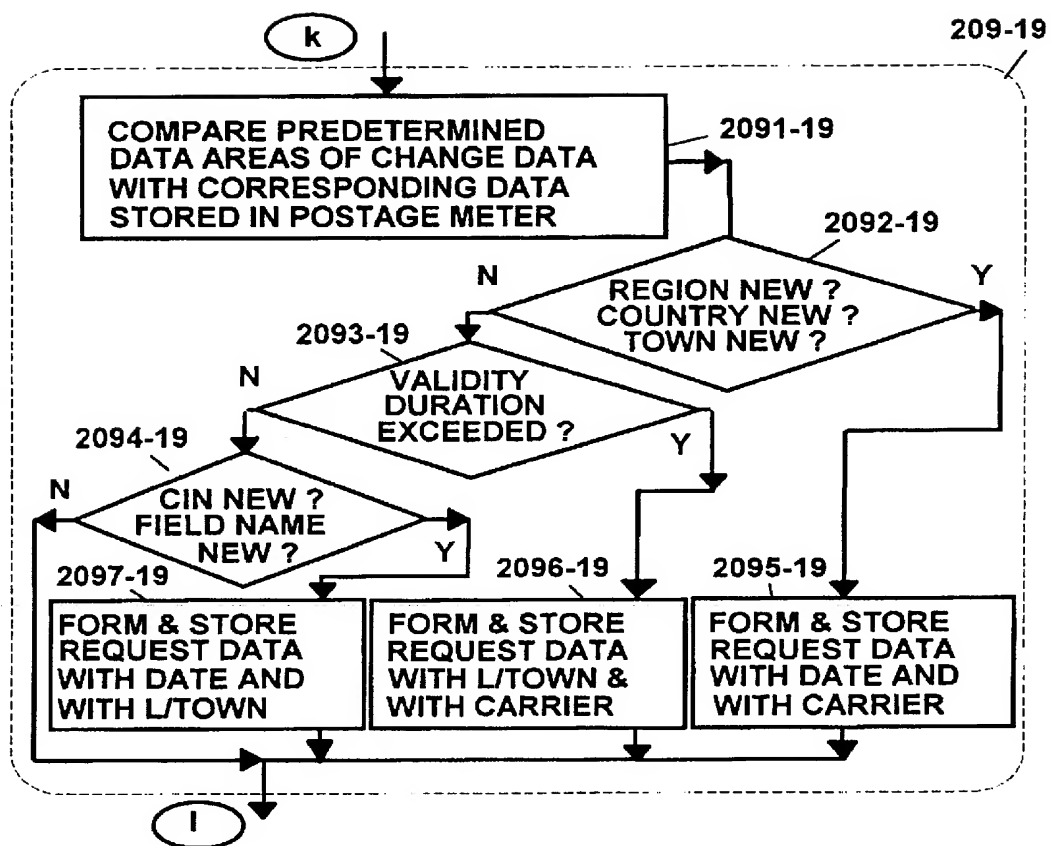 k
209-19
COMPARE PREDETERMINED
DATA AREAS OF CHANGE DATA
WITH CORRESPONDING DATA
STORED IN POSTAGE METER
2091-19
2092-19
N
Y
REGION NEW ?
COUNTRY NEW ?
TOWN NEW ?
2093-19
N
VALIDITY
DURATION
EXCEEDED ?
Y
2094-19
N
CIN NEW ?
FIELD NAME
NEW ?
Y
2097-19
2096-19
2095-19
FORM & STORE
REQUEST DATA
WITH DATE AND
WITH L/TOWN
FORM & STORE
REQUEST DATA
WITH L/TOWN &
WITH CARRIER
FORM & STORE
REQUEST DATA
WITH DATE AND
WITH CARRIER
l